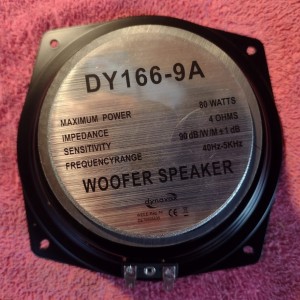 DY166-9A
MAXIMUM POWER 80 WATTS
IMPEDANCE 4 OHMS
SENSITIVITY 90 dB/W/M ± 1 dB
FREQUENCYRANGE 40Hz-5KHz
WOOFER SPEAKER